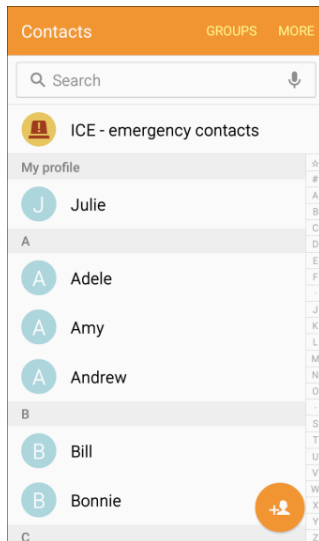 Contacts GROUPS MORE
Search
ICE - emergency contacts
My profile
J Julie
A
A Adele
A Amy
A Andrew
B
B Bill
B Bonnie
C
☆
#
A
B
C
D
E
F
·
J
K
L
M
N
O
·
S
T
U
V
W
X
Y
Z